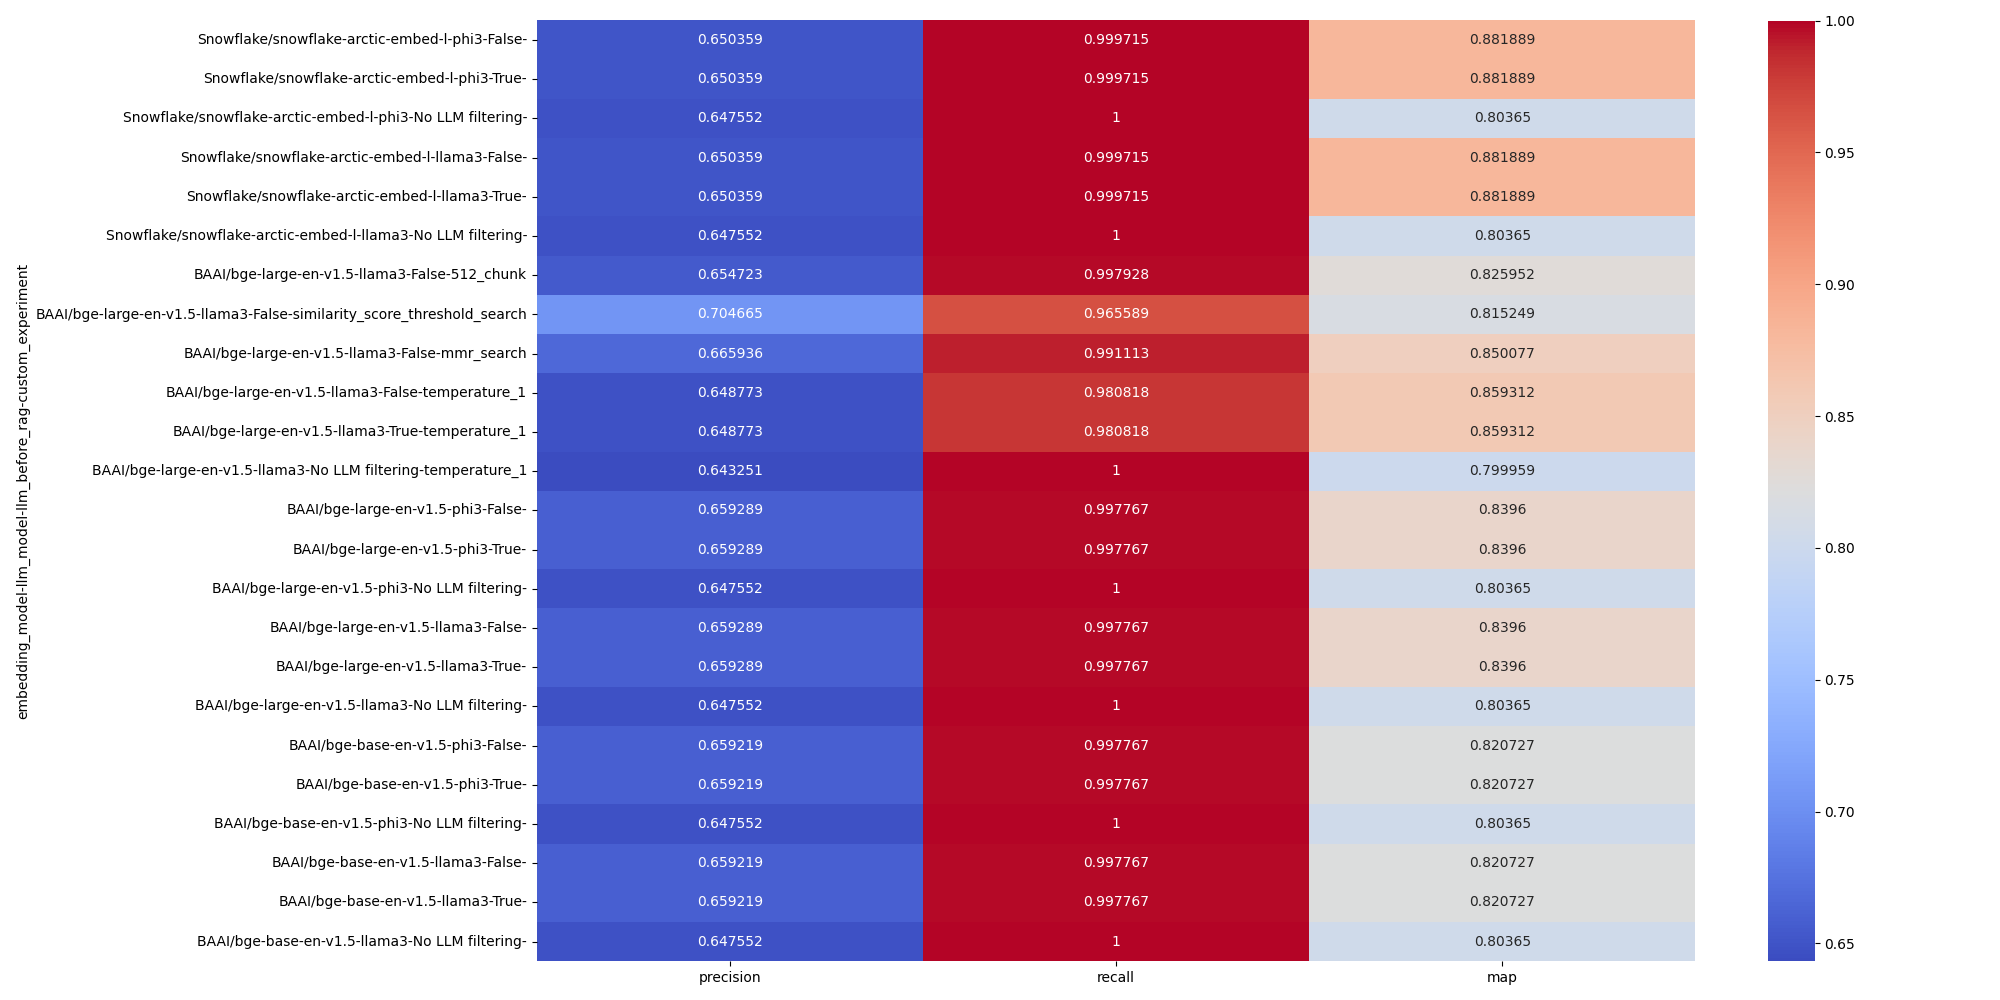 embedding_model-llm_model-llm_before_rag-custom_experiment
Snowflake/snowflake-arctic-embed-l-phi3-False- 0.650359 0.999715 0.881889
Snowflake/snowflake-arctic-embed-l-phi3-True- 0.650359 0.999715 0.881889
Snowflake/snowflake-arctic-embed-l-phi3-No LLM filtering- 0.647552 1 0.80365
Snowflake/snowflake-arctic-embed-l-llama3-False- 0.650359 0.999715 0.881889
Snowflake/snowflake-arctic-embed-l-llama3-True- 0.650359 0.999715 0.881889
Snowflake/snowflake-arctic-embed-l-llama3-No LLM filtering- 0.647552 1 0.80365
BAAI/bge-large-en-v1.5-llama3-False-512_chunk 0.654723 0.997928 0.825952
BAAI/bge-large-en-v1.5-llama3-False-similarity_score_threshold_search 0.704665 0.965589 0.815249
BAAI/bge-large-en-v1.5-llama3-False-mmr_search 0.665936 0.991113 0.850077
BAAI/bge-large-en-v1.5-llama3-False-temperature_1 0.648773 0.980818 0.859312
BAAI/bge-large-en-v1.5-llama3-True-temperature_1 0.648773 0.980818 0.859312
BAAI/bge-large-en-v1.5-llama3-No LLM filtering-temperature_1 0.643251 1 0.799959
BAAI/bge-large-en-v1.5-phi3-False- 0.659289 0.997767 0.8396
BAAI/bge-large-en-v1.5-phi3-True- 0.659289 0.997767 0.8396
BAAI/bge-large-en-v1.5-phi3-No LLM filtering- 0.647552 1 0.80365
BAAI/bge-large-en-v1.5-llama3-False- 0.659289 0.997767 0.8396
BAAI/bge-large-en-v1.5-llama3-True- 0.659289 0.997767 0.8396
BAAI/bge-large-en-v1.5-llama3-No LLM filtering- 0.647552 1 0.80365
BAAI/bge-base-en-v1.5-phi3-False- 0.659219 0.997767 0.820727
BAAI/bge-base-en-v1.5-phi3-True- 0.659219 0.997767 0.820727
BAAI/bge-base-en-v1.5-phi3-No LLM filtering- 0.647552 1 0.80365
BAAI/bge-base-en-v1.5-llama3-False- 0.659219 0.997767 0.820727
BAAI/bge-base-en-v1.5-llama3-True- 0.659219 0.997767 0.820727
BAAI/bge-base-en-v1.5-llama3-No LLM filtering- 0.647552 1 0.80365
precision recall map
1.00
0.95
0.90
0.85
0.80
0.75
0.70
0.65